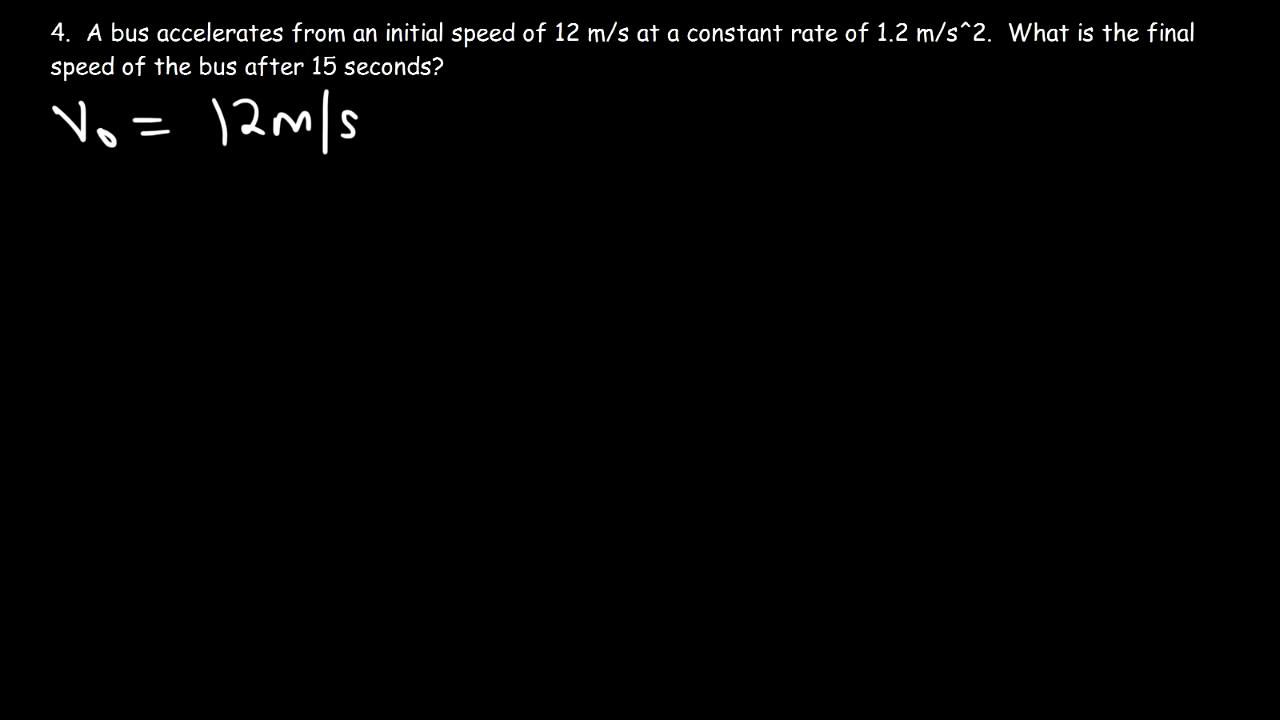 4. A bus accelerates from an initial speed of 12 m/s at a constant rate of 1.2 m/s^2. What is the final
speed of the bus after 15 seconds?
V₀ = 12m/s